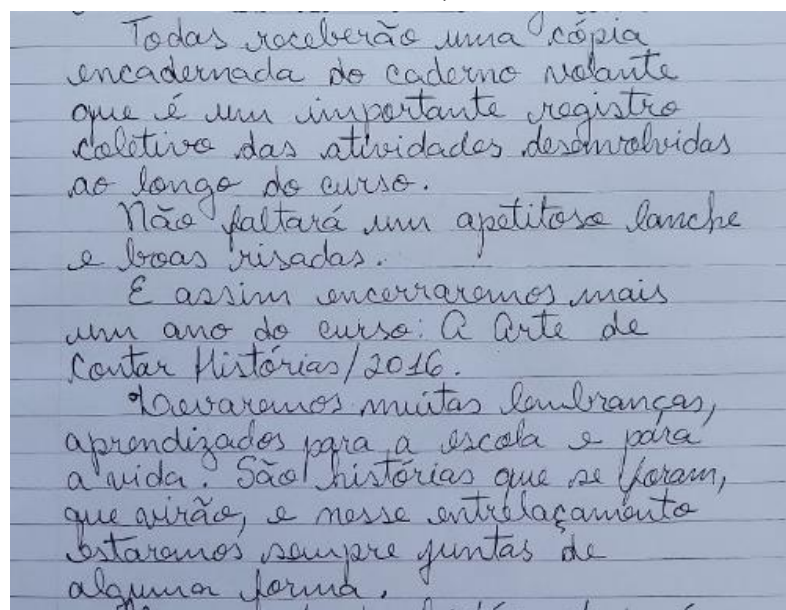 Todas receberão uma cópia
encadernada do caderno volante
que é um importante registro
coletivo das atividades desenvolvidas
ao longo do curso.
Não faltará um apetitoso lanche
e boas risadas.
E assim encerraremos mais
um ano do curso: A Arte de
Contar Histórias/2016.
Levaremos muitas lembranças,
aprendizados para a escola e para
a vida. São histórias que se foram,
que virão, e nesse entrelaçamento
estaremos sempre juntas de
alguma forma.